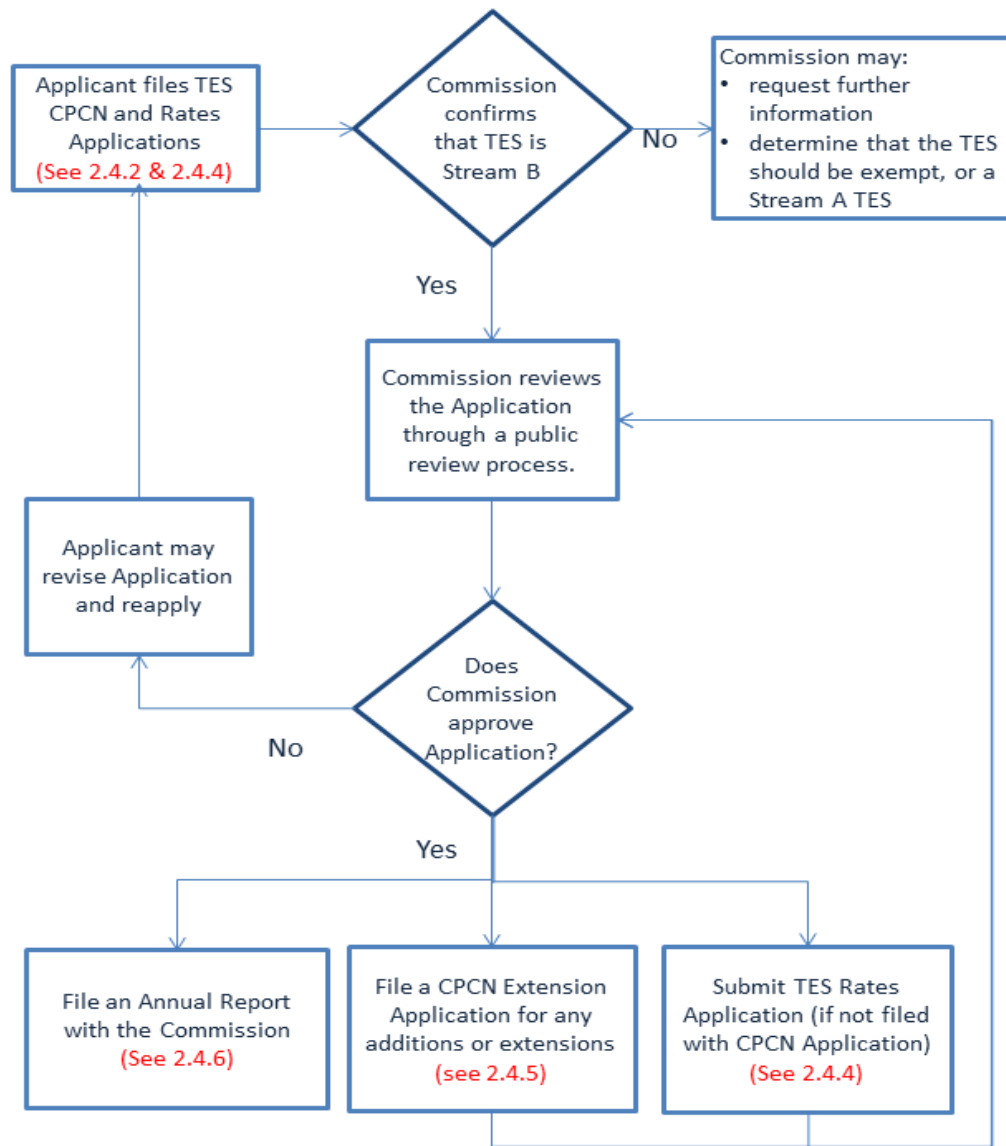 Applicant files TES
CPCN and Rates
Applications
(See 2.4.2 & 2.4.4)
Commission
confirms
that TES is
Stream B
No
Commission may:
• request further
information
• determine that the TES
should be exempt, or a
Stream A TES
Yes
Commission reviews
the Application
through a public
review process.
Applicant may
revise Application
and reapply
Does
Commission
approve
Application?
No
Yes
File an Annual Report
with the Commission
(See 2.4.6)
File a CPCN Extension
Application for any
additions or extensions
(see 2.4.5)
Submit TES Rates
Application (if not filed
with CPCN Application)
(See 2.4.4)